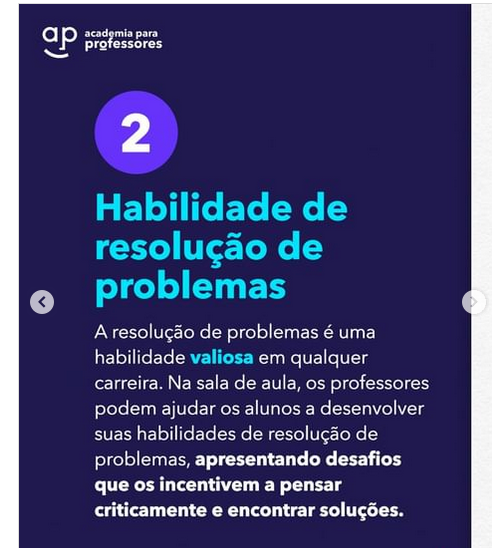 ap academia para
professores
2
Habilidade de
resolução de
problemas
A resolução de problemas é uma
habilidade valiosa em qualquer
carreira. Na sala de aula, os professores
podem ajudar os alunos a desenvolver
suas habilidades de resolução de
problemas, apresentando desafios
que os incentivem a pensar
criticamente e encontrar soluções.